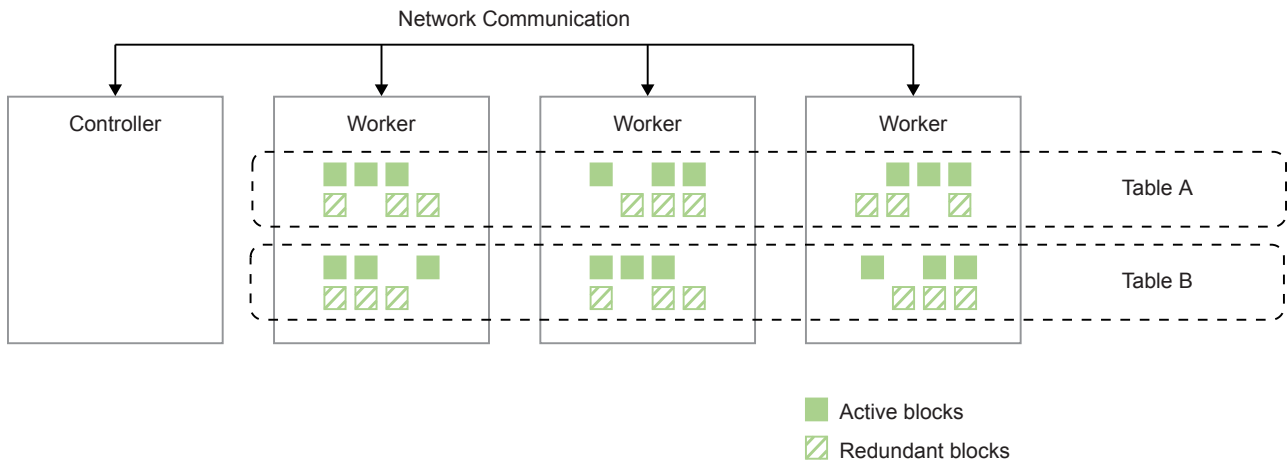 Network Communication
Controller
Worker
Worker
Worker
Table A
Table B
Active blocks
Redundant blocks